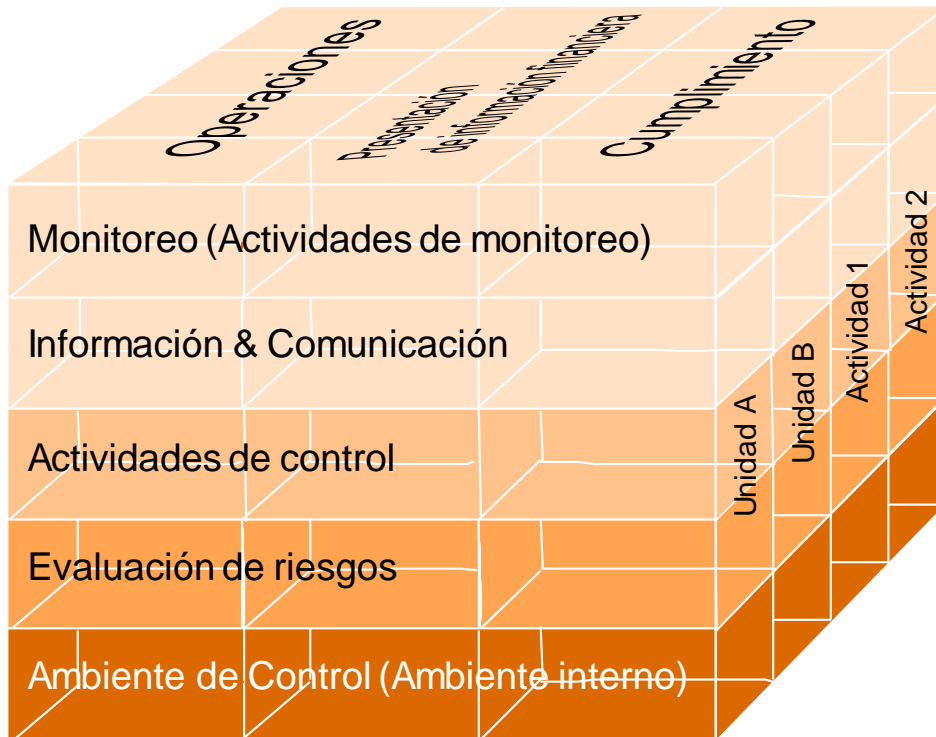 Operaciones
Presentación
de información financiera
Cumplimiento
Monitoreo (Actividades de monitoreo)
Información & Comunicación
Actividades de control
Evaluación de riesgos
Ambiente de Control (Ambiente interno)
Unidad A
Unidad B
Actividad 1
Actividad 2